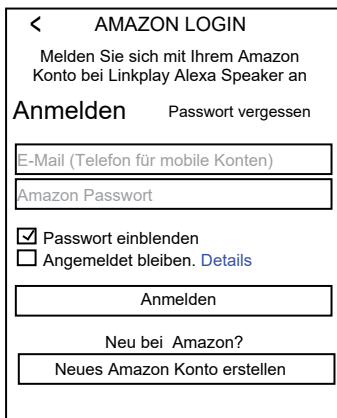 < AMAZON LOGIN
Melden Sie sich mit Ihrem Amazon
Konto bei Linkplay Alexa Speaker an
Anmelden Passwort vergessen
E-Mail (Telefon für mobile Konten)
Amazon Passwort
Passwort einblenden
Angemeldet bleiben. Details
Anmelden
Neu bei Amazon?
Neues Amazon Konto erstellen